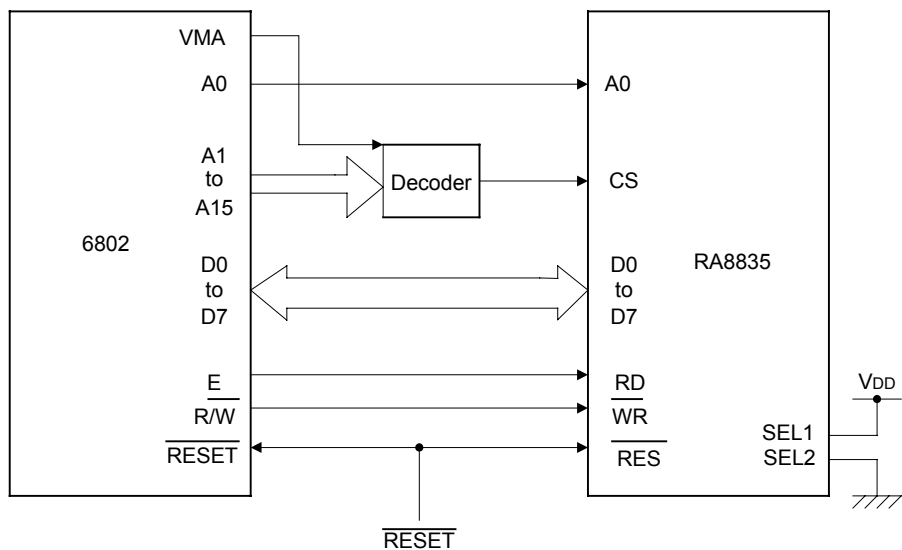 VMA
A0
A1
to
A15
6802
D0
to
D7
E
R/W
RESET
Decoder
A0
CS
RA8835
D0
to
D7
RD
WR
RES
VDD
SEL1
SEL2
RESET